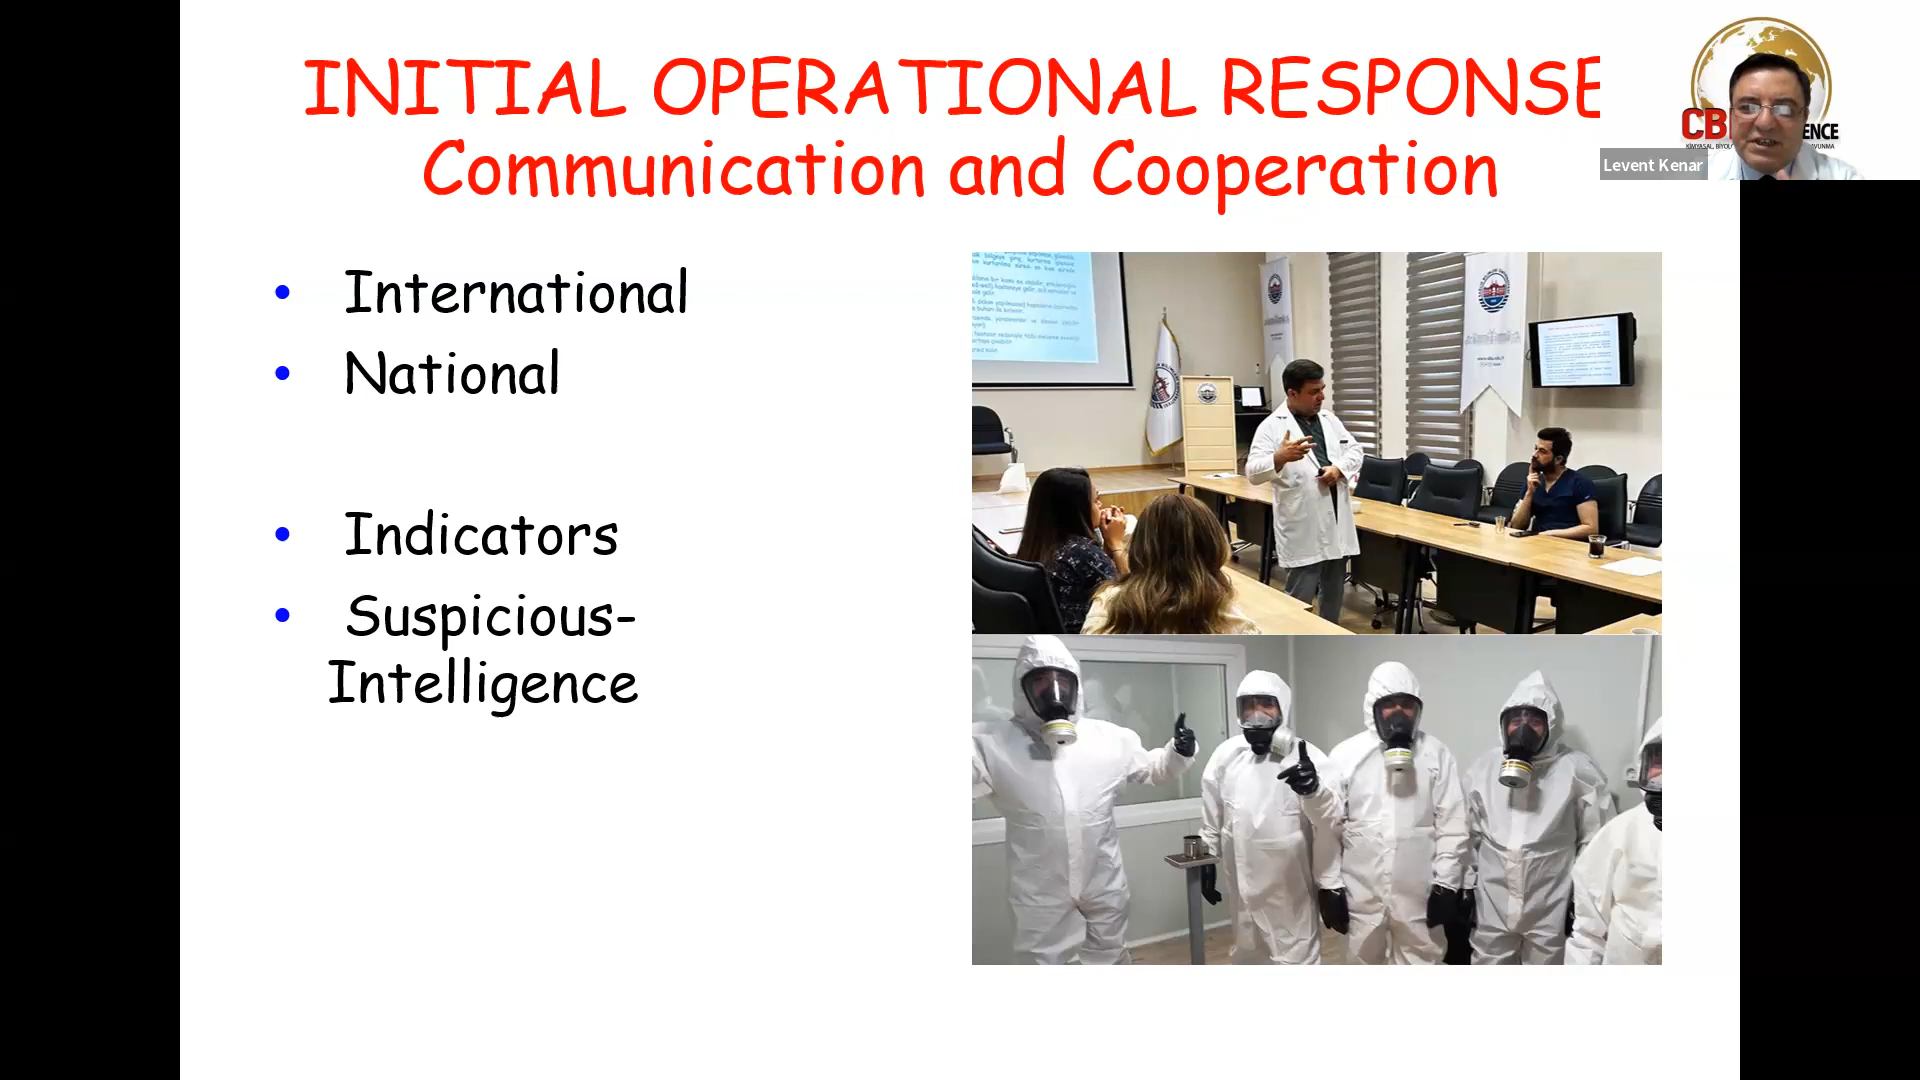 INITIAL OPERATIONAL RESPONSE
Communication and Cooperation
Levent Kenar
• International
• National
• Indicators
• Suspicious-
Intelligence